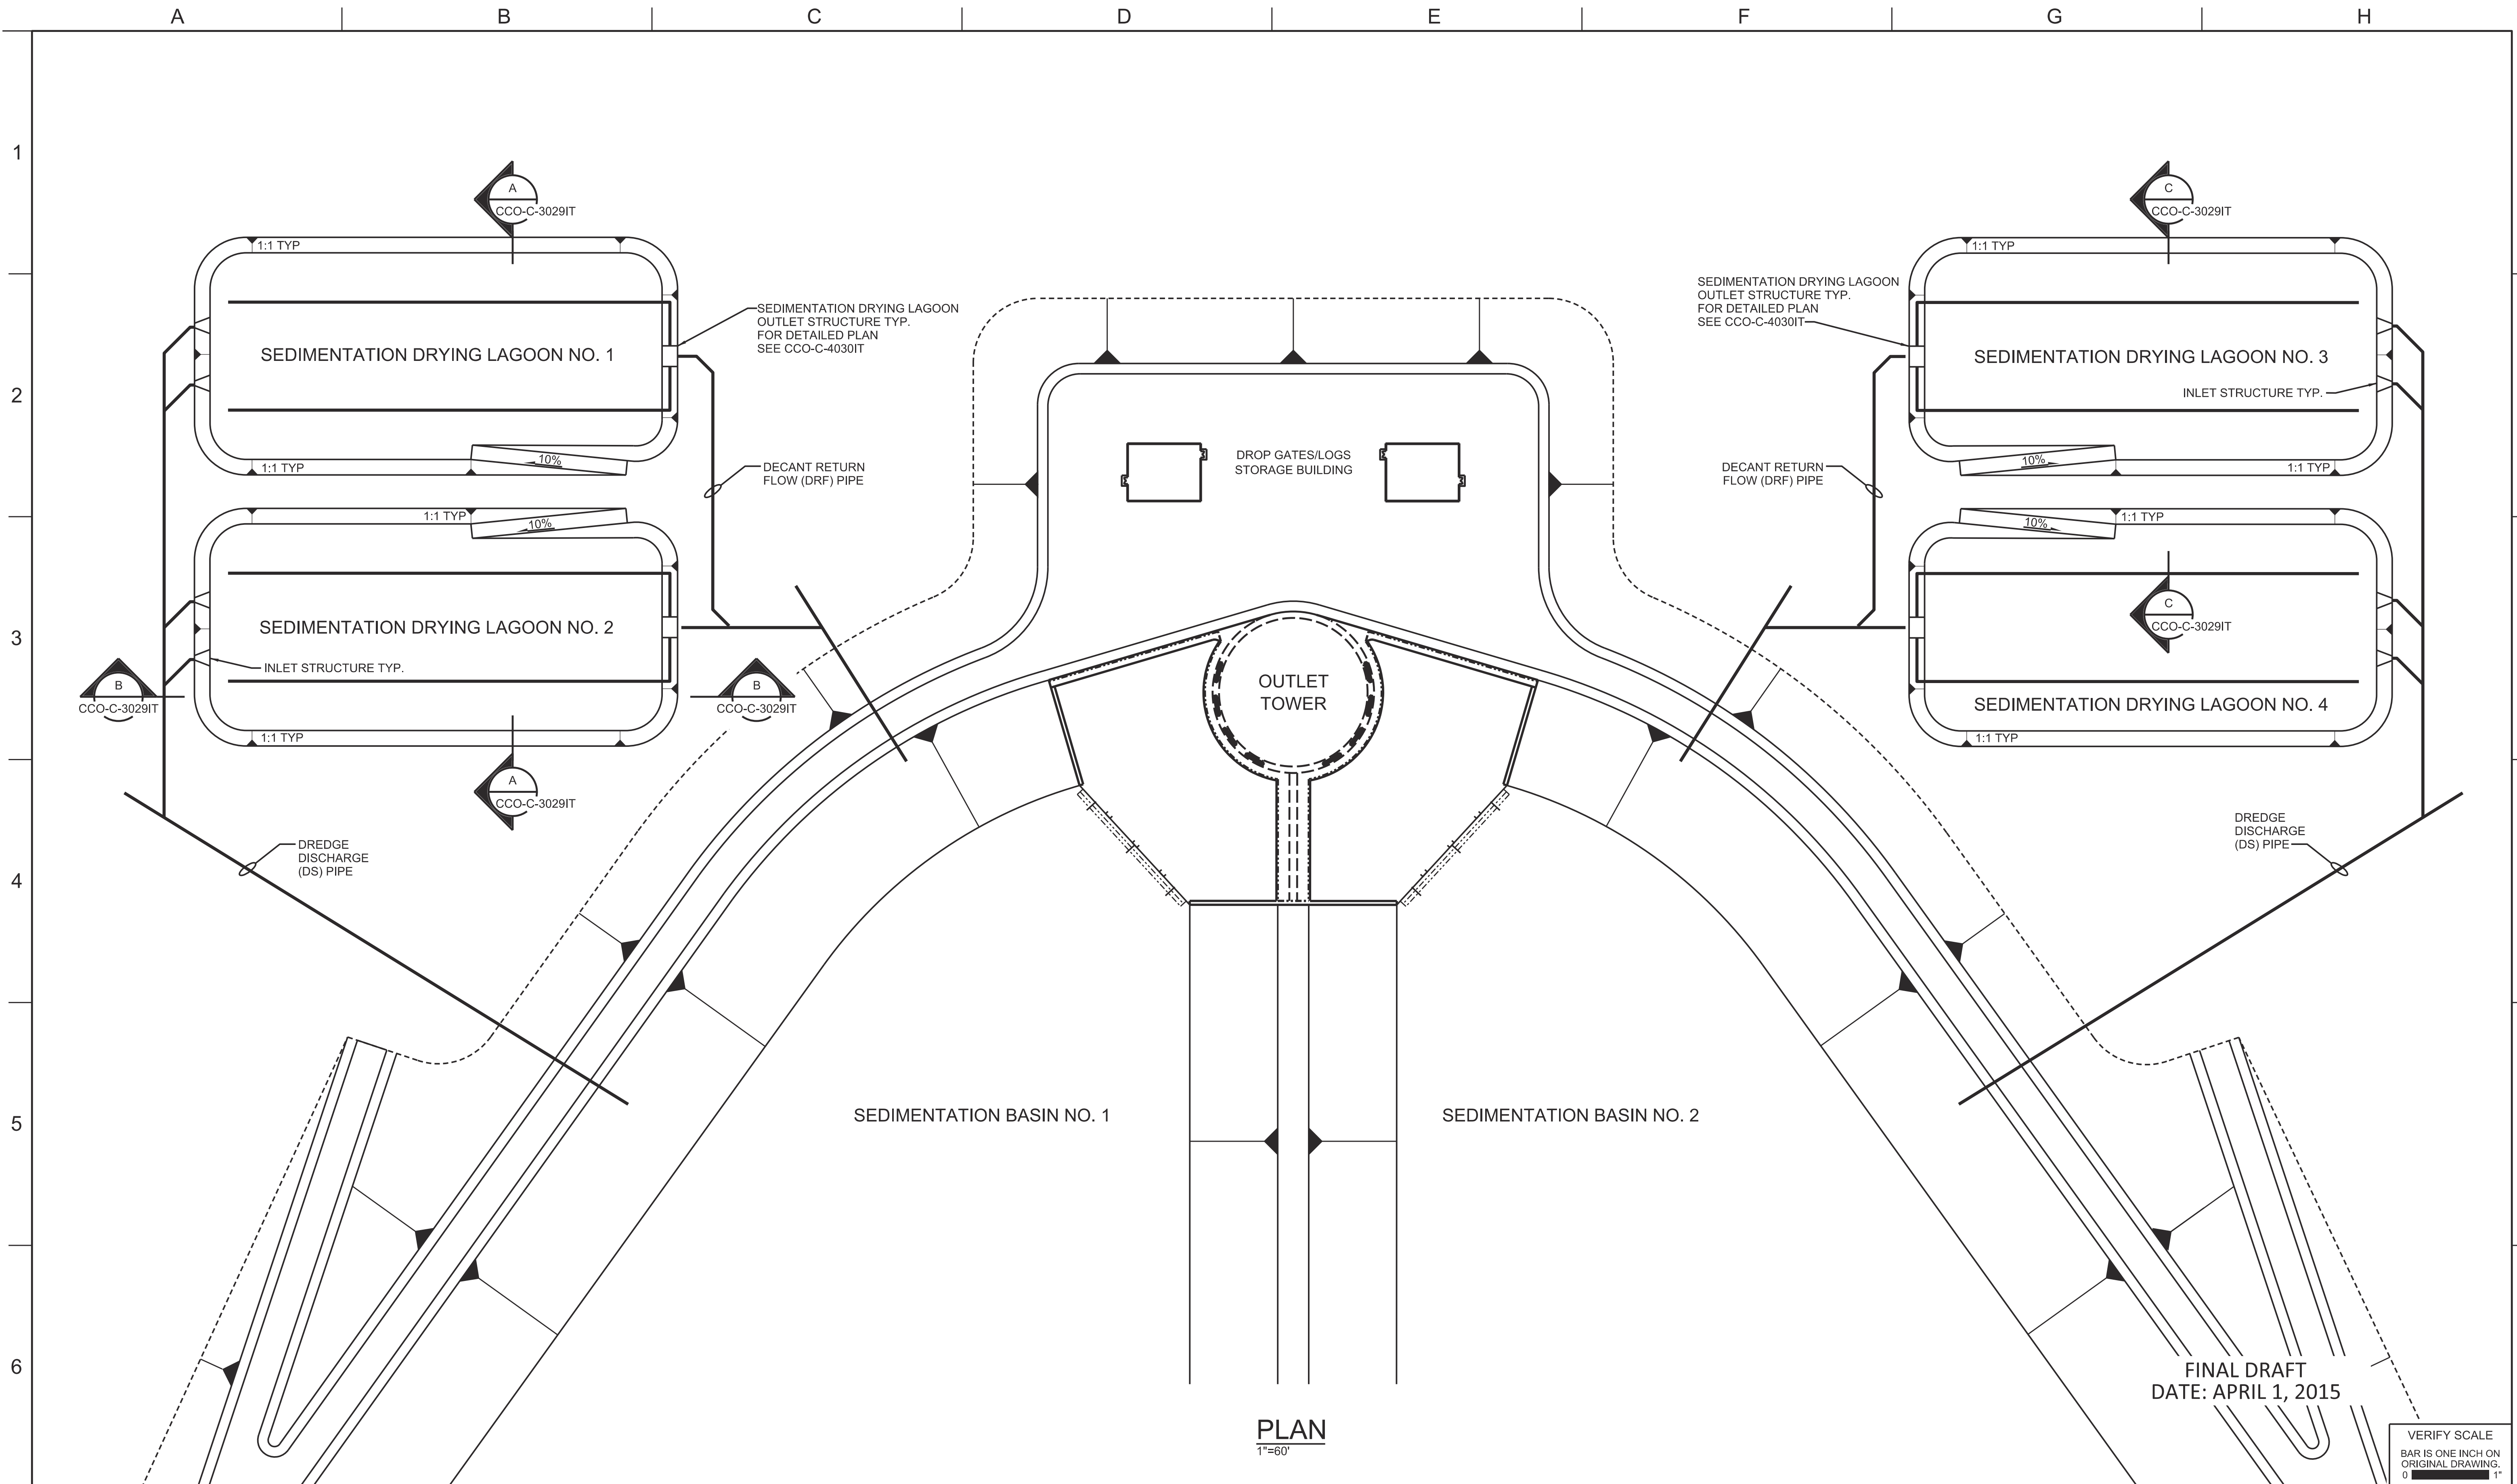 A B C D E F G H
1
2
3
4
5
6
A
CCO-C-3029IT
C
CCO-C-3029IT
1:1 TYP
1:1 TYP
SEDIMENTATION DRYING LAGOON
OUTLET STRUCTURE TYP.
FOR DETAILED PLAN
SEE CCO-C-4030IT
SEDIMENTATION DRYING LAGOON
OUTLET STRUCTURE TYP.
FOR DETAILED PLAN
SEE CCO-C-4030IT
SEDIMENTATION DRYING LAGOON NO. 1
SEDIMENTATION DRYING LAGOON NO. 3
INLET STRUCTURE TYP.
1:1 TYP
10%
DECANT RETURN
FLOW (DRF) PIPE
DROP GATES/LOGS
STORAGE BUILDING
DECANT RETURN
FLOW (DRF) PIPE
10%
1:1 TYP
1:1 TYP
10%
10%
1:1 TYP
SEDIMENTATION DRYING LAGOON NO. 2
INLET STRUCTURE TYP.
C
CCO-C-3029IT
B
CCO-C-3029IT
B
CCO-C-3029IT
OUTLET
TOWER
SEDIMENTATION DRYING LAGOON NO. 4
1:1 TYP
1:1 TYP
A
CCO-C-3029IT
DREDGE
DISCHARGE
(DS) PIPE
DREDGE
DISCHARGE
(DS) PIPE
SEDIMENTATION BASIN NO. 1
SEDIMENTATION BASIN NO. 2
FINAL DRAFT
DATE: APRIL 1, 2015
PLAN
1"=60'
VERIFY SCALE
BAR IS ONE INCH ON
ORIGINAL DRAWING.
0 1"